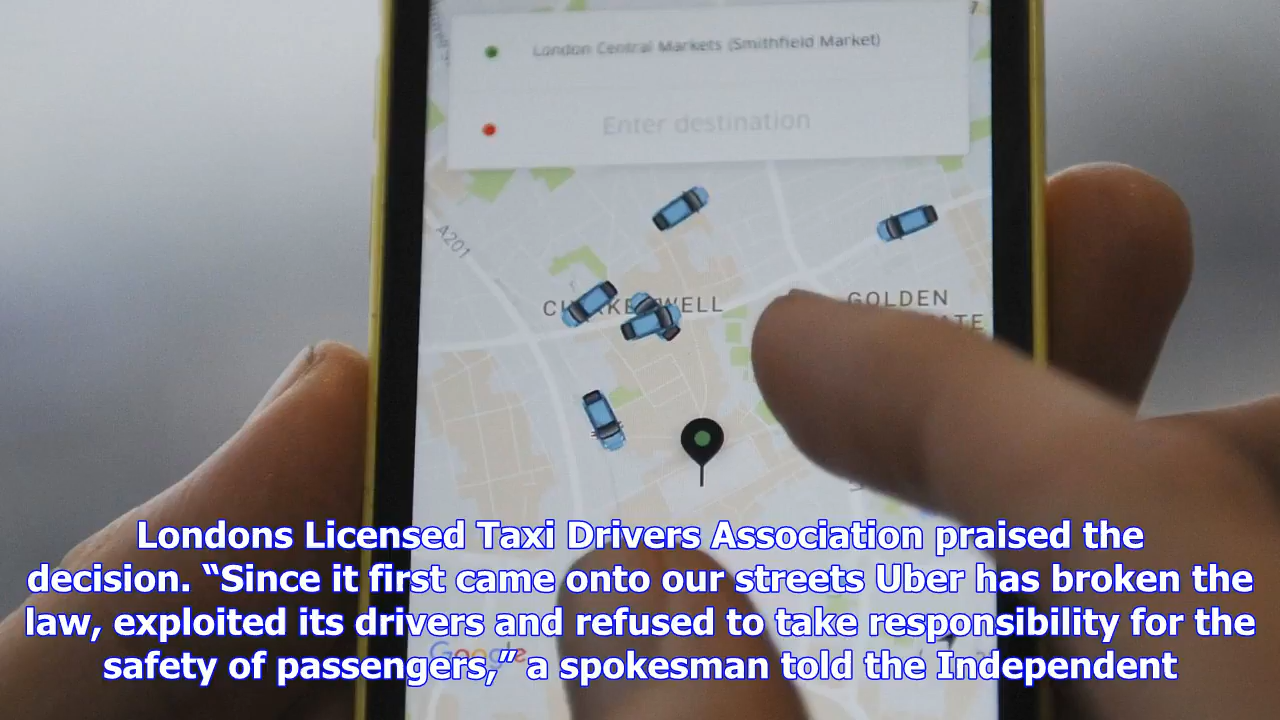 London Central Markets (Smithfield Market)
Enter destination
A201
GOLDEN
Londons Licensed Taxi Drivers Association praised the
decision. “Since it first came onto our streets Uber has broken the
law, exploited its drivers and refused to take responsibility for the
safety of passengers,” a spokesman told the Independent
Google